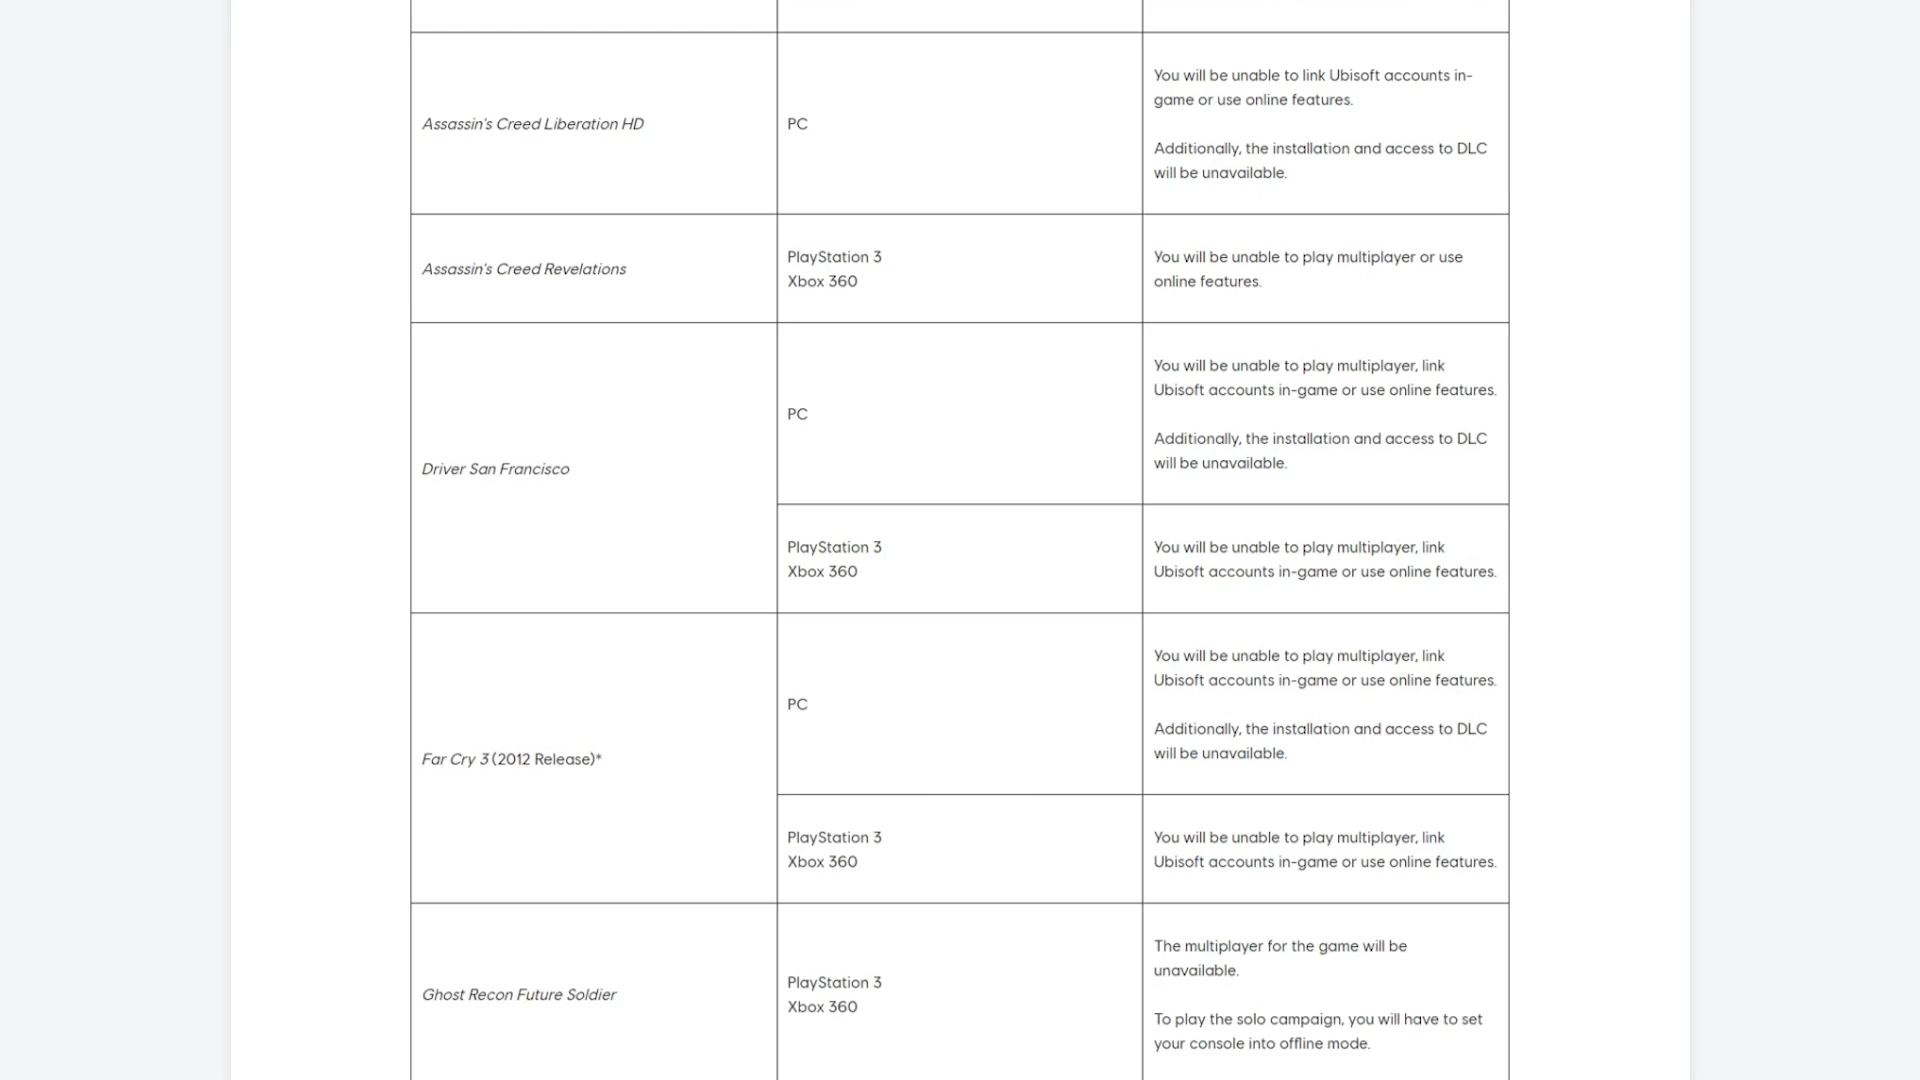 Assassin's Creed Liberation HD
PC
You will be unable to link Ubisoft accounts in-
game or use online features.
Additionally, the installation and access to DLC
will be unavailable.
Assassin's Creed Revelations
PlayStation 3
Xbox 360
You will be unable to play multiplayer or use
online features.
Driver San Francisco
PC
You will be unable to play multiplayer, link
Ubisoft accounts in-game or use online features.
Additionally, the installation and access to DLC
will be unavailable.
PlayStation 3
Xbox 360
You will be unable to play multiplayer, link
Ubisoft accounts in-game or use online features.
Far Cry 3 (2012 Release)*
PC
You will be unable to play multiplayer, link
Ubisoft accounts in-game or use online features.
Additionally, the installation and access to DLC
will be unavailable.
PlayStation 3
Xbox 360
You will be unable to play multiplayer, link
Ubisoft accounts in-game or use online features.
Ghost Recon Future Soldier
PlayStation 3
Xbox 360
The multiplayer for the game will be
unavailable.
To play the solo campaign, you will have to set
your console into offline mode.